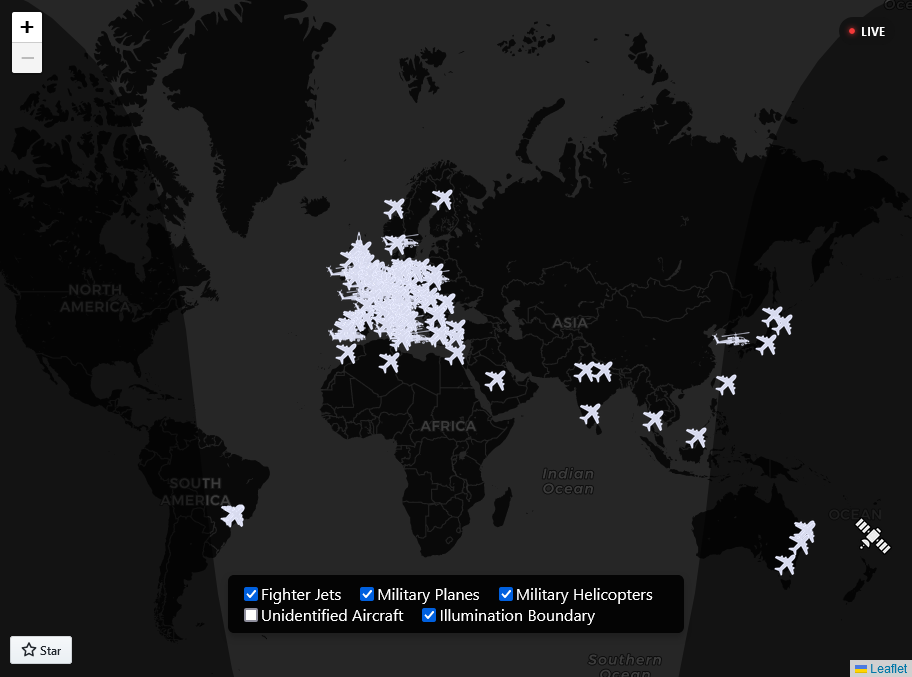 +
Ocea
LIVE
−
NORTH
AMERICA
ASIA
AFRICA
Indian
Ocean
SOUTH
AMERICA
OCEAN
Fighter Jets
Military Planes
Military Helicopters
Unidentified Aircraft
Illumination Boundary
Star
Southern
Ocean
Leaflet